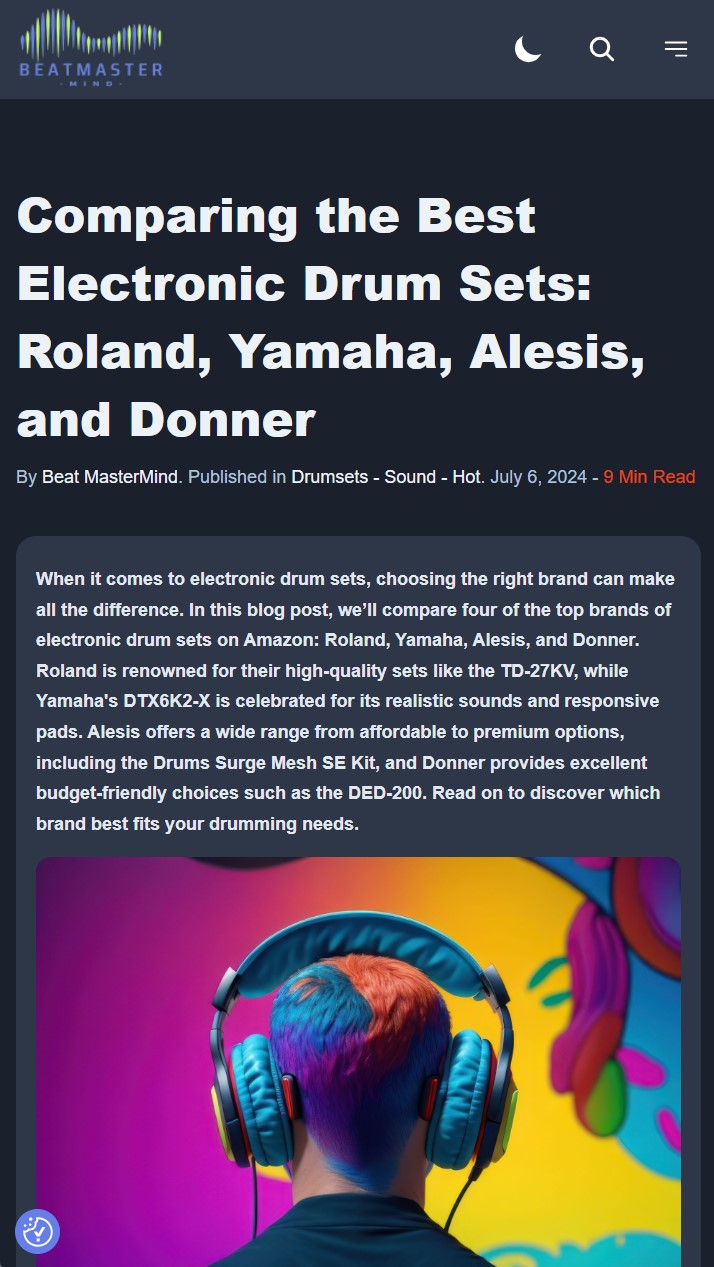 BEATMASTER
- MIND -
Comparing the Best
Electronic Drum Sets:
Roland, Yamaha, Alesis,
and Donner
By Beat MasterMind. Published in Drumsets - Sound - Hot. July 6, 2024 - 9 Min Read
When it comes to electronic drum sets, choosing the right brand can make
all the difference. In this blog post, we’ll compare four of the top brands of
electronic drum sets on Amazon: Roland, Yamaha, Alesis, and Donner.
Roland is renowned for their high-quality sets like the TD-27KV, while
Yamaha's DTX6K2-X is celebrated for its realistic sounds and responsive
pads. Alesis offers a wide range from affordable to premium options,
including the Drums Surge Mesh SE Kit, and Donner provides excellent
budget-friendly choices such as the DED-200. Read on to discover which
brand best fits your drumming needs.